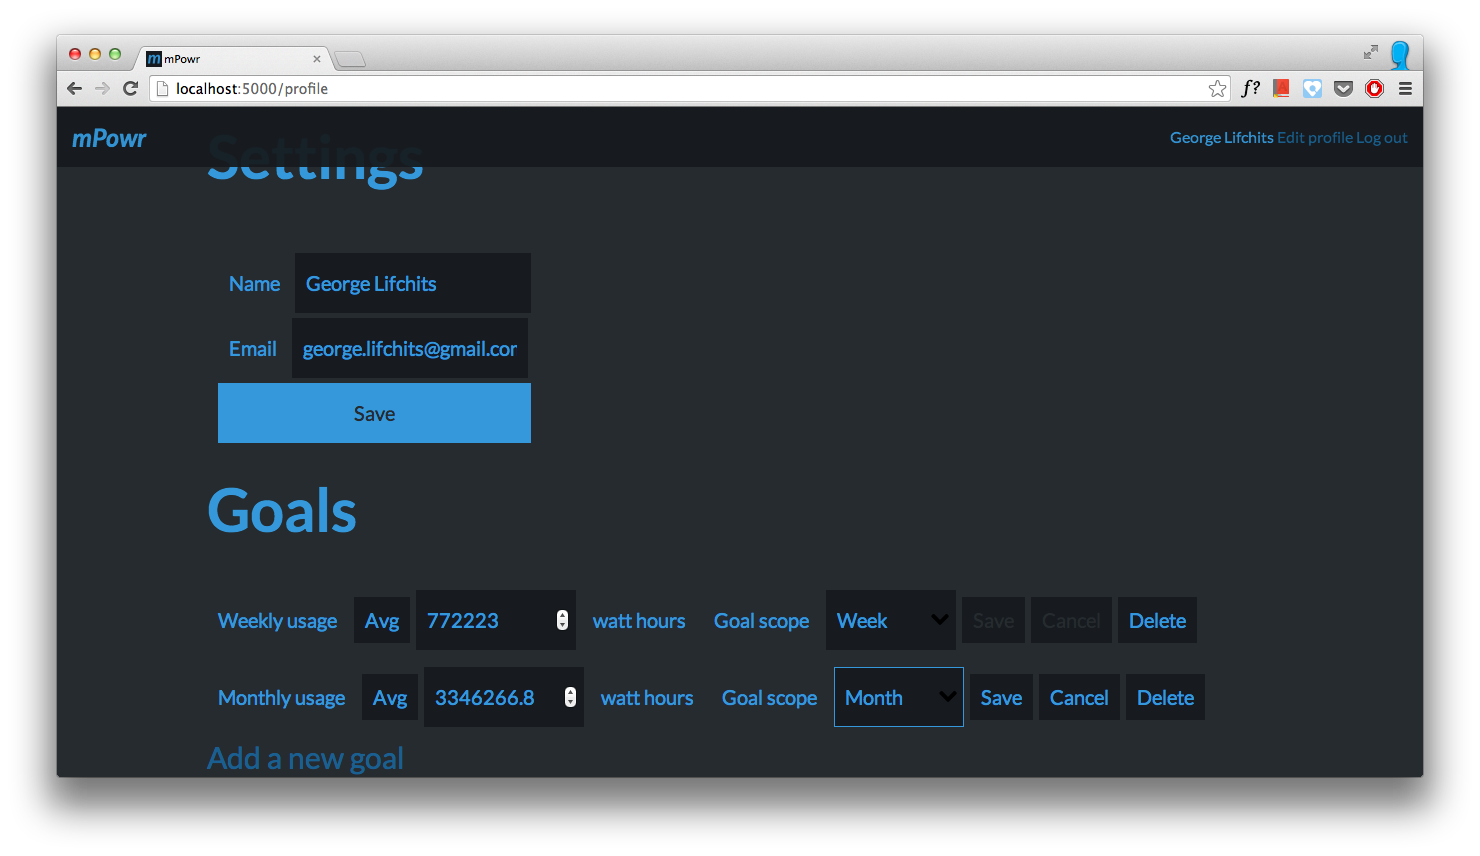 mPowr
localhost:5000/profile
f?
mPowr
George Lifchits Edit profile Log out
Settings
Name George Lifchits
Email george.lifchits@gmail.cor
Save
Goals
Weekly usage Avg 772223 watt hours Goal scope Week Save Cancel Delete
Monthly usage Avg 3346266.8 watt hours Goal scope Month Save Cancel Delete
Add a new goal